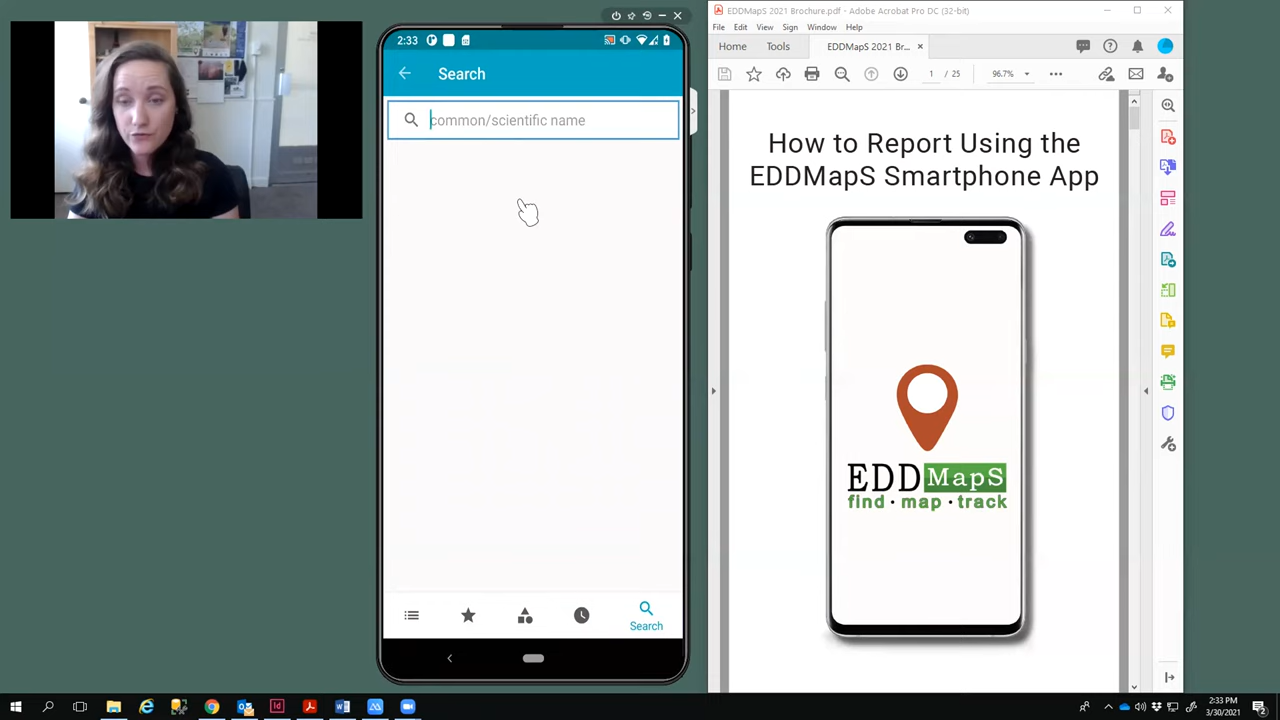 2:33
Search
common/scientific name
Search
EDDMapS 2021 Brochure.pdf - Adobe Acrobat Pro DC (32-bit)
File Edit View Sign Window Help
Home Tools EDDMapS 2021 Br... ×
1 / 25 96.7%
How to Report Using the
EDDMapS Smartphone App
EDDMapS
find · map · track
2:33 PM
3/30/2021
2